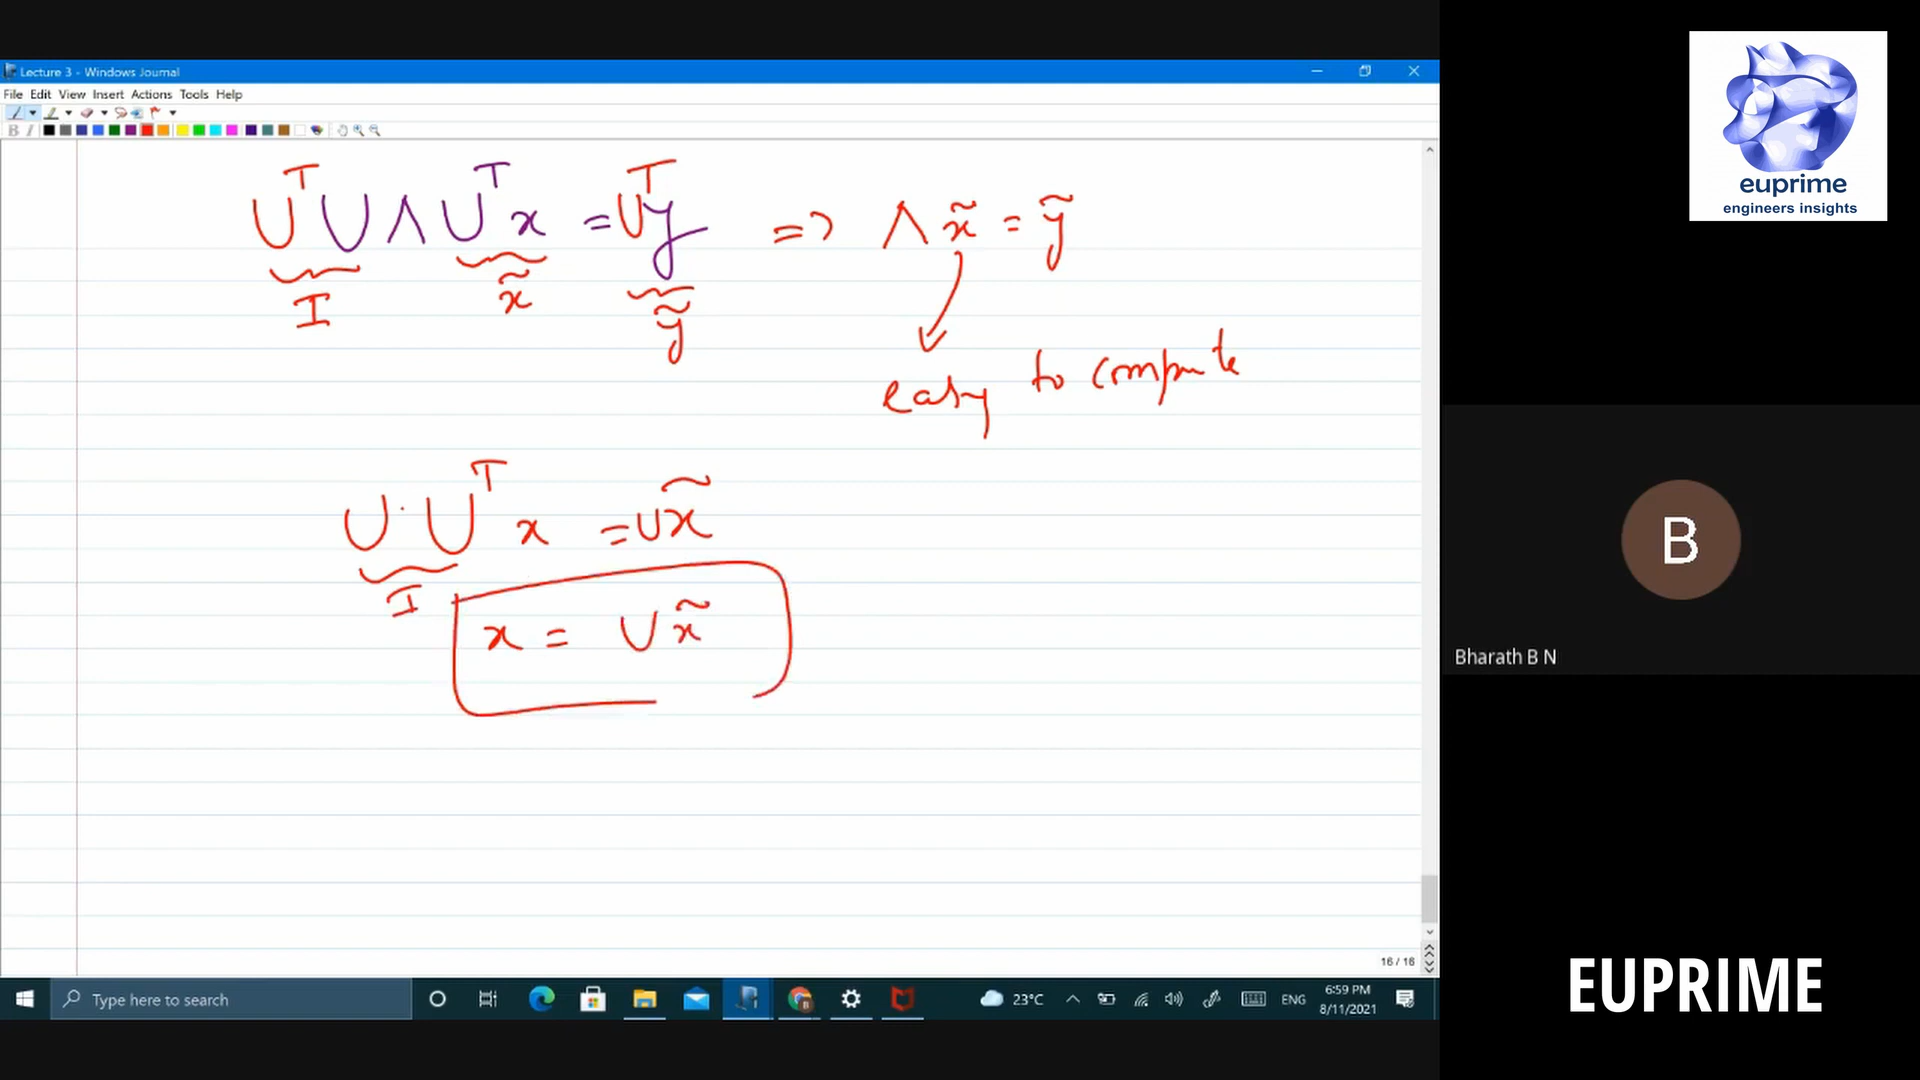 Lecture 3 - Windows Journal
File Edit View Insert Actions Tools Help
B I
UᵀUΛUᵀx = Uᵀy => Λx̃ = ỹ
I x̃ ỹ
easy to compute
U·Uᵀx = Ux̃
I
x = Ux̃
16 / 16
Type here to search
23°C
ENG
6:59 PM
8/11/2021
euprime
engineers insights
B
Bharath B N
EUPRIME